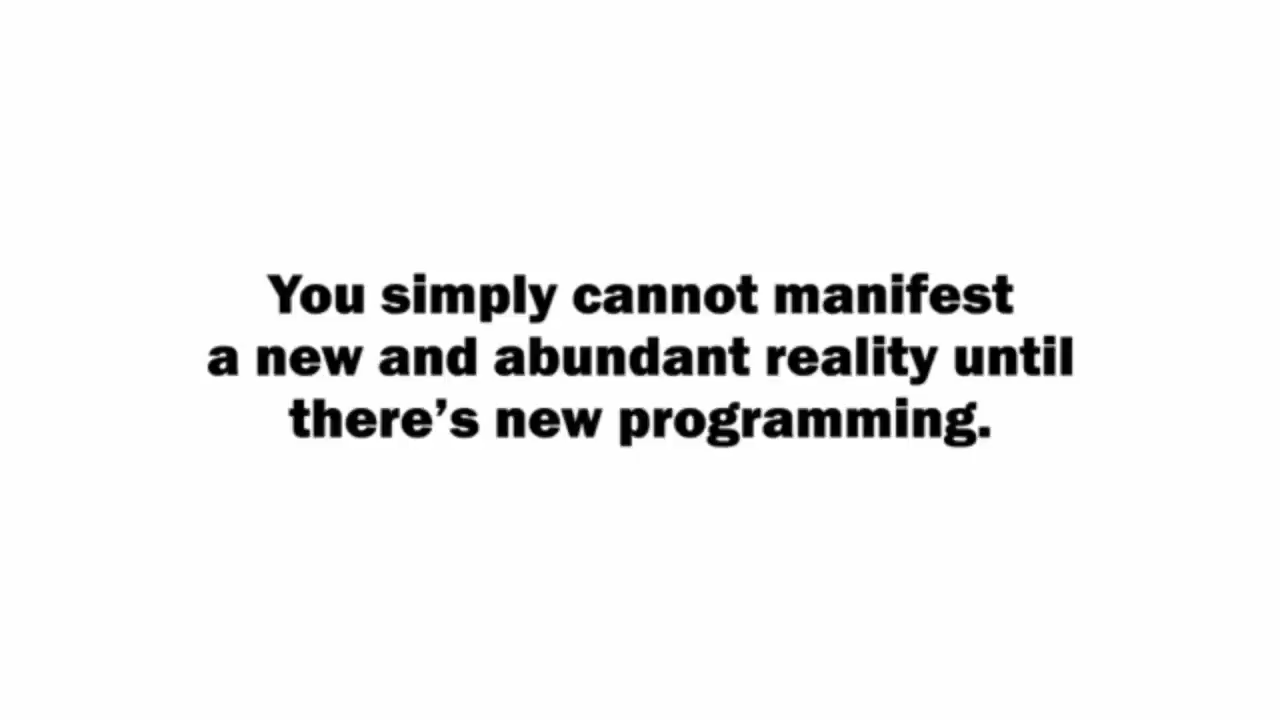 You simply cannot manifest
a new and abundant reality until
there’s new programming.